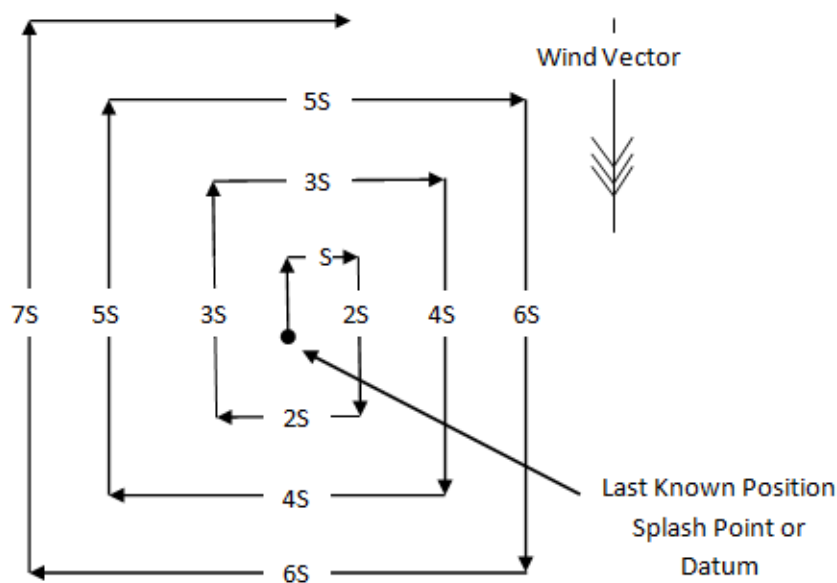 Wind Vector
5S
3S
S
7S 5S 3S 2S 4S 6S
2S
4S
6S
Last Known Position
Splash Point or
Datum